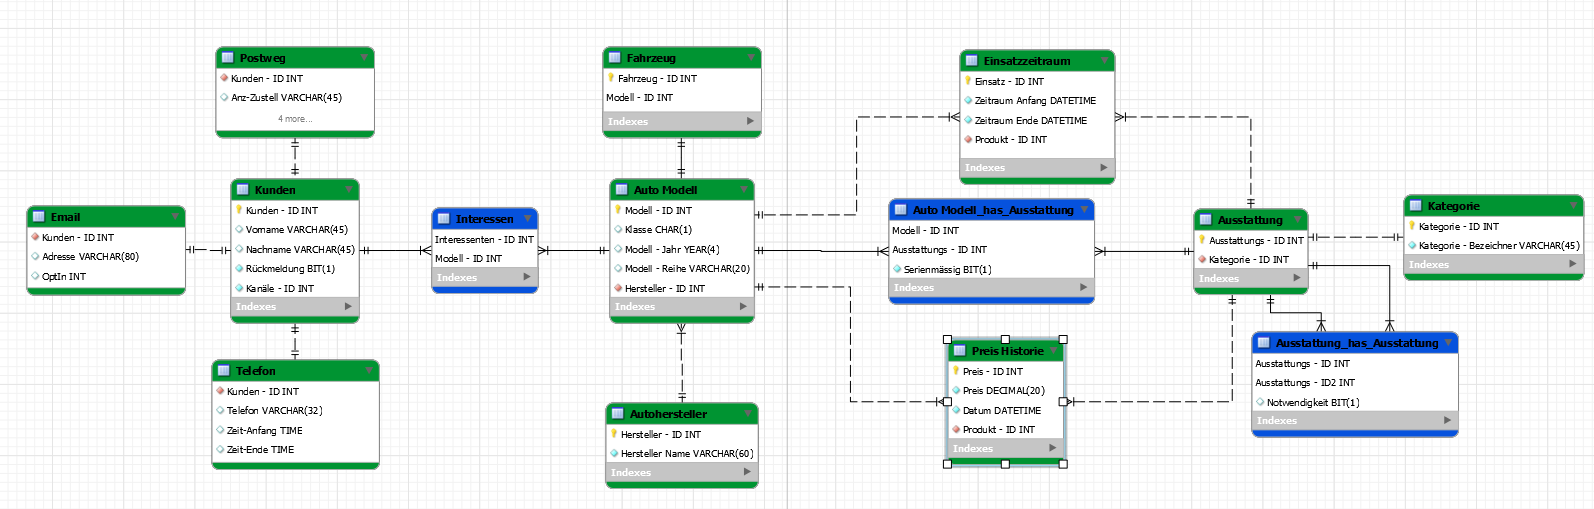 Postweg
Kunden - ID INT
Anz-Zustell VARCHAR(45)
4 more...
Fahrzeug
Fahrzeug - ID INT
Modell - ID INT
Indexes
Einsatzzeitraum
Einsatz - ID INT
Zeitraum Anfang DATETIME
Zeitraum Ende DATETIME
Produkt - ID INT
Indexes
Email
Kunden - ID INT
Adresse VARCHAR(80)
OptIn INT
Kunden
Kunden - ID INT
Vorname VARCHAR(45)
Nachname VARCHAR(45)
Rückmeldung BIT(1)
Kanäle - ID INT
Indexes
Interessen
Interessenten - ID INT
Modell - ID INT
Indexes
Auto Modell
Modell - ID INT
Klasse CHAR(1)
Modell - Jahr YEAR(4)
Modell - Reihe VARCHAR(20)
Hersteller - ID INT
Indexes
Auto Modell_has_Ausstattung
Modell - ID INT
Ausstattungs - ID INT
Serienmässig BIT(1)
Indexes
Ausstattung
Ausstattungs - ID INT
Kategorie - ID INT
Indexes
Kategorie
Kategorie - ID INT
Kategorie - Bezeichner VARCHAR(45)
Indexes
Telefon
Kunden - ID INT
Telefon VARCHAR(32)
Zeit-Anfang TIME
Zeit-Ende TIME
Autohersteller
Hersteller - ID INT
Hersteller Name VARCHAR(60)
Indexes
Preis Historie
Preis - ID INT
Preis DECIMAL(20)
Datum DATETIME
Produkt - ID INT
Indexes
Ausstattung_has_Ausstattung
Ausstattungs - ID INT
Ausstattungs - ID2 INT
Notwendigkeit BIT(1)
Indexes